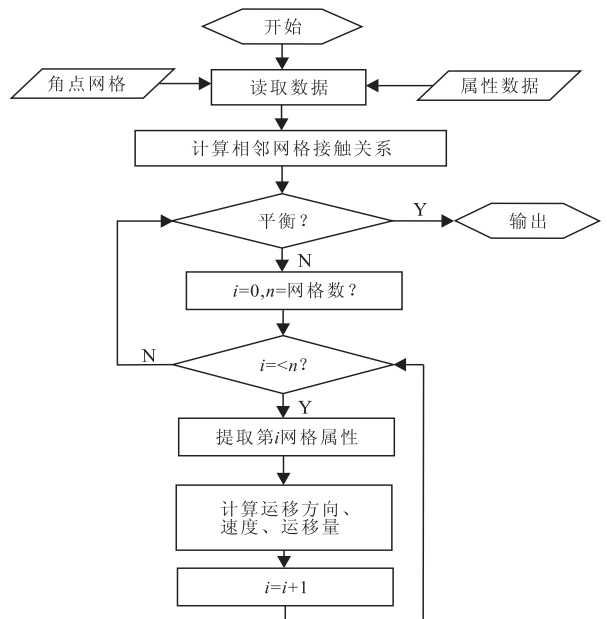 开始
角点网格
读取数据
属性数据
计算相邻网格接触关系
平衡？
Y
输出
N
i=0,n=网格数？
N
i=<n?
Y
提取第i网格属性
计算运移方向、
速度、运移量
i=i+1